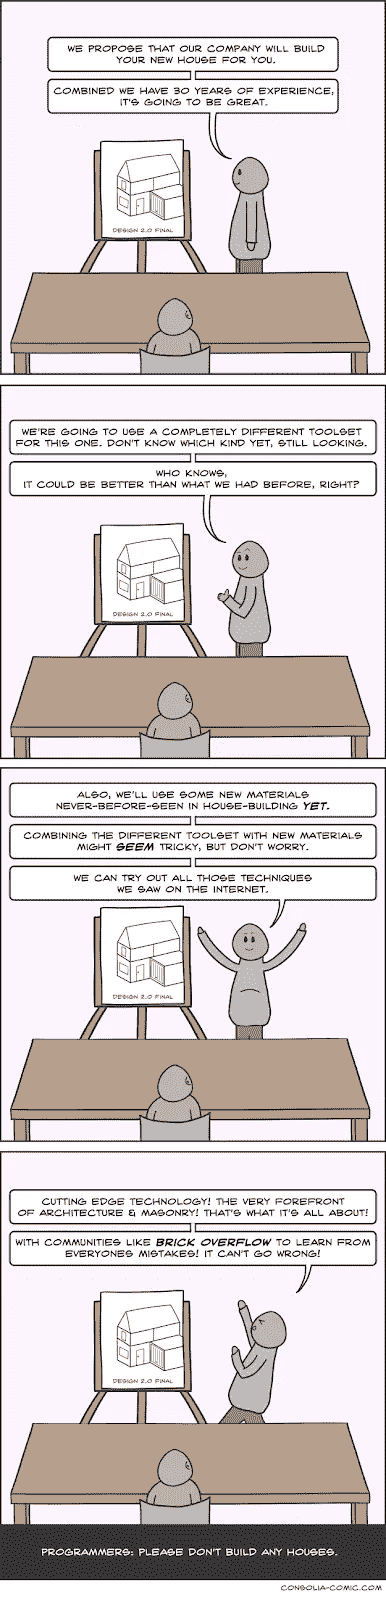 WE PROPOSE THAT OUR COMPANY WILL BUILD
YOUR NEW HOUSE FOR YOU.
COMBINED WE HAVE 30 YEARS OF EXPERIENCE;
IT'S GOING TO BE GREAT.
DESIGN 2.0 FINAL
WE'RE GOING TO USE A COMPLETELY DIFFERENT TOOLSET
FOR THIS ONE. DON'T KNOW WHICH KIND YET, STILL LOOKING.
WHO KNOWS,
IT COULD BE BETTER THAN WHAT WE HAD BEFORE, RIGHT?
DESIGN 2.0 FINAL
ALSO, WE'LL USE SOME NEW MATERIALS
NEVER-BEFORE-SEEN IN HOUSE-BUILDING YET.
COMBINING THE DIFFERENT TOOLSET WITH NEW MATERIALS
MIGHT SEEM TRICKY, BUT DON'T WORRY.
WE CAN TRY OUT ALL THOSE TECHNIQUES
WE SAW ON THE INTERNET.
DESIGN 2.0 FINAL
CUTTING EDGE TECHNOLOGY! THE VERY FOREFRONT
OF ARCHITECTURE & MASONRY! THAT'S WHAT IT'S ALL ABOUT!
WITH COMMUNITIES LIKE BRICK OVERFLOW TO LEARN FROM
EVERYONES MISTAKES! IT CAN'T GO WRONG!
DESIGN 2.0 FINAL
PROGRAMMERS: PLEASE DON'T BUILD ANY HOUSES.
CONSOLIA-COMIC.COM